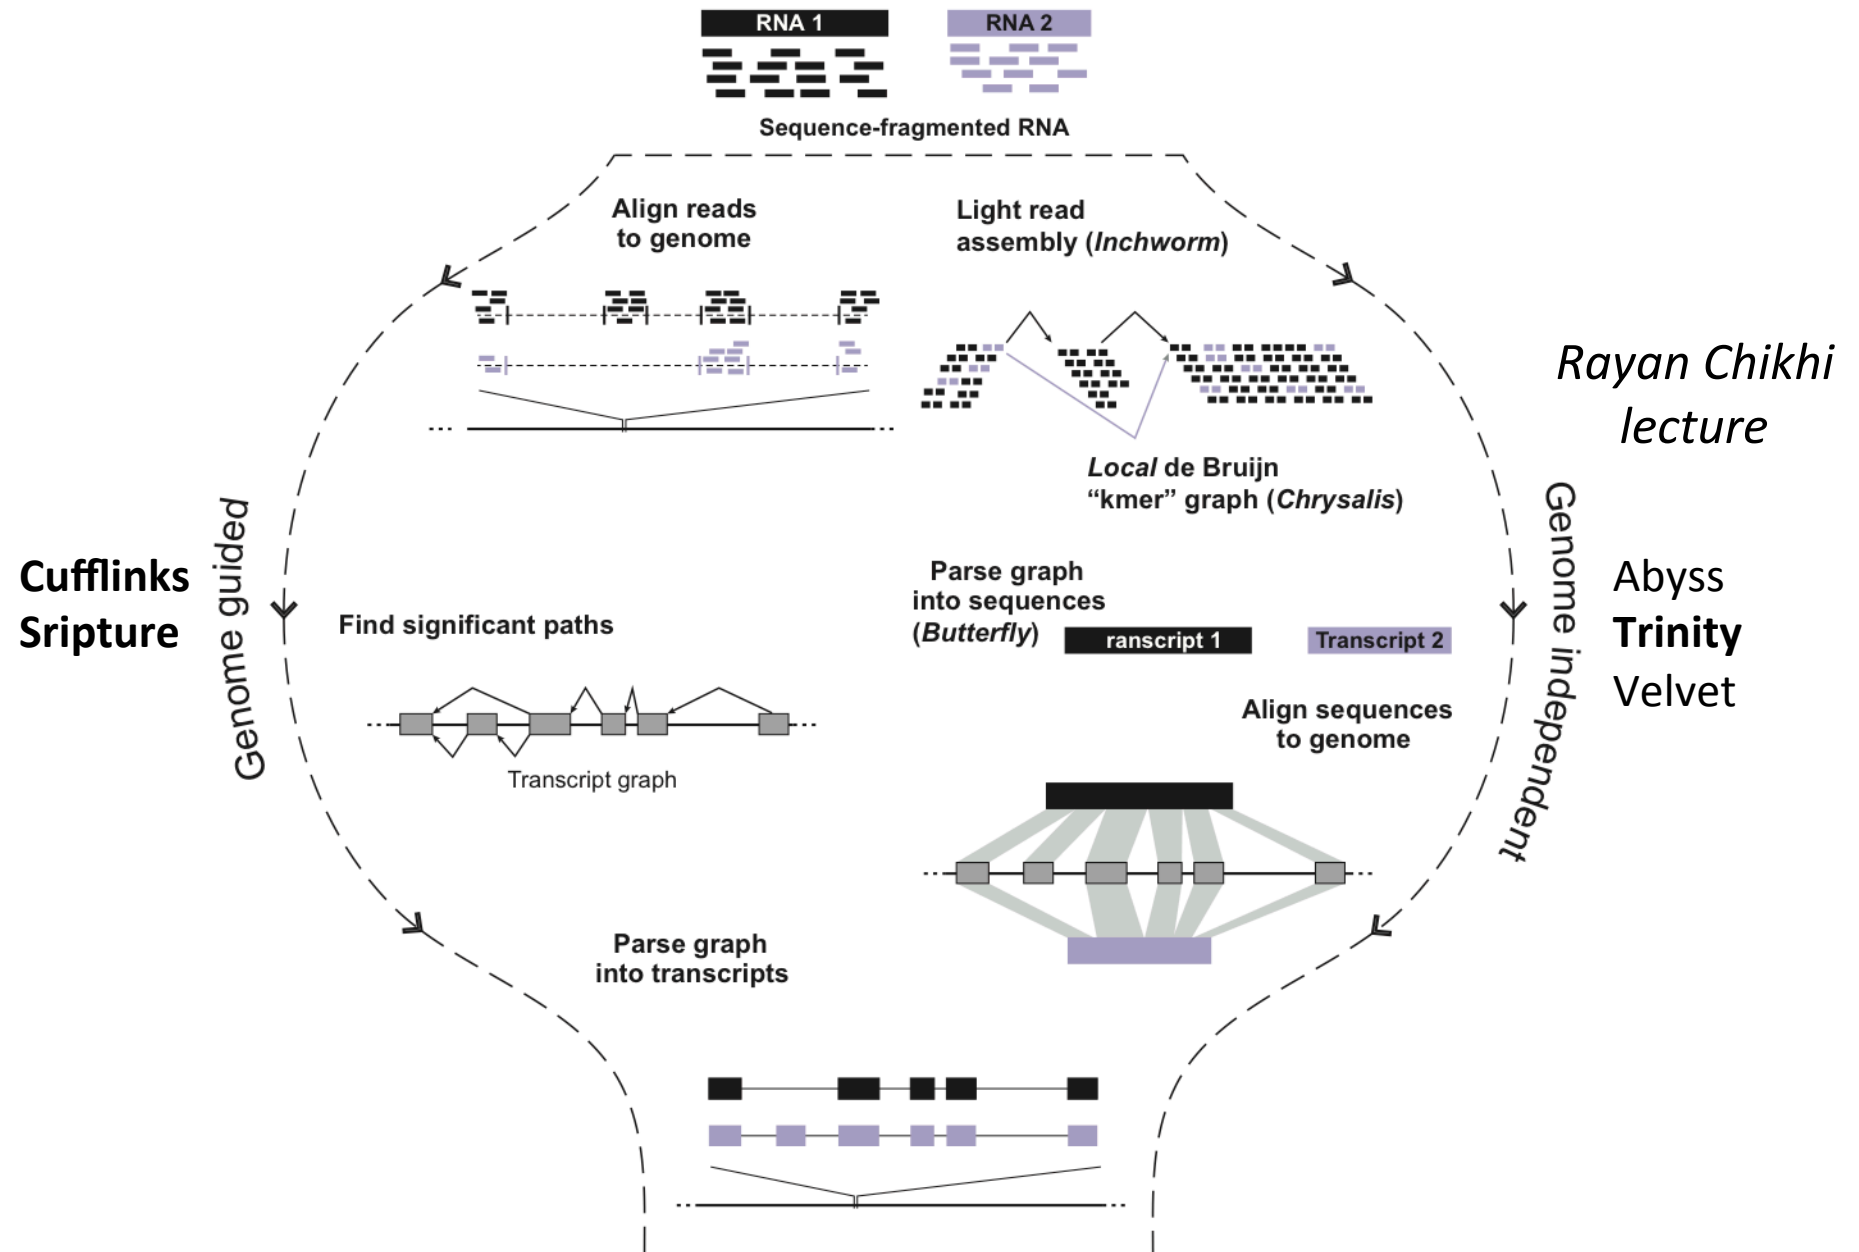 RNA 1
RNA 2
Sequence-fragmented RNA
Align reads
to genome
Light read
assembly (Inchworm)
Rayan Chikhi
lecture
Local de Bruijn
“kmer” graph (Chrysalis)
Genome guided
Genome independent
Cufflinks
Sripture
Abyss
Trinity
Velvet
Find significant paths
Parse graph
into sequences
(Butterfly)
ranscript 1
Transcript 2
Align sequences
to genome
Transcript graph
Parse graph
into transcripts